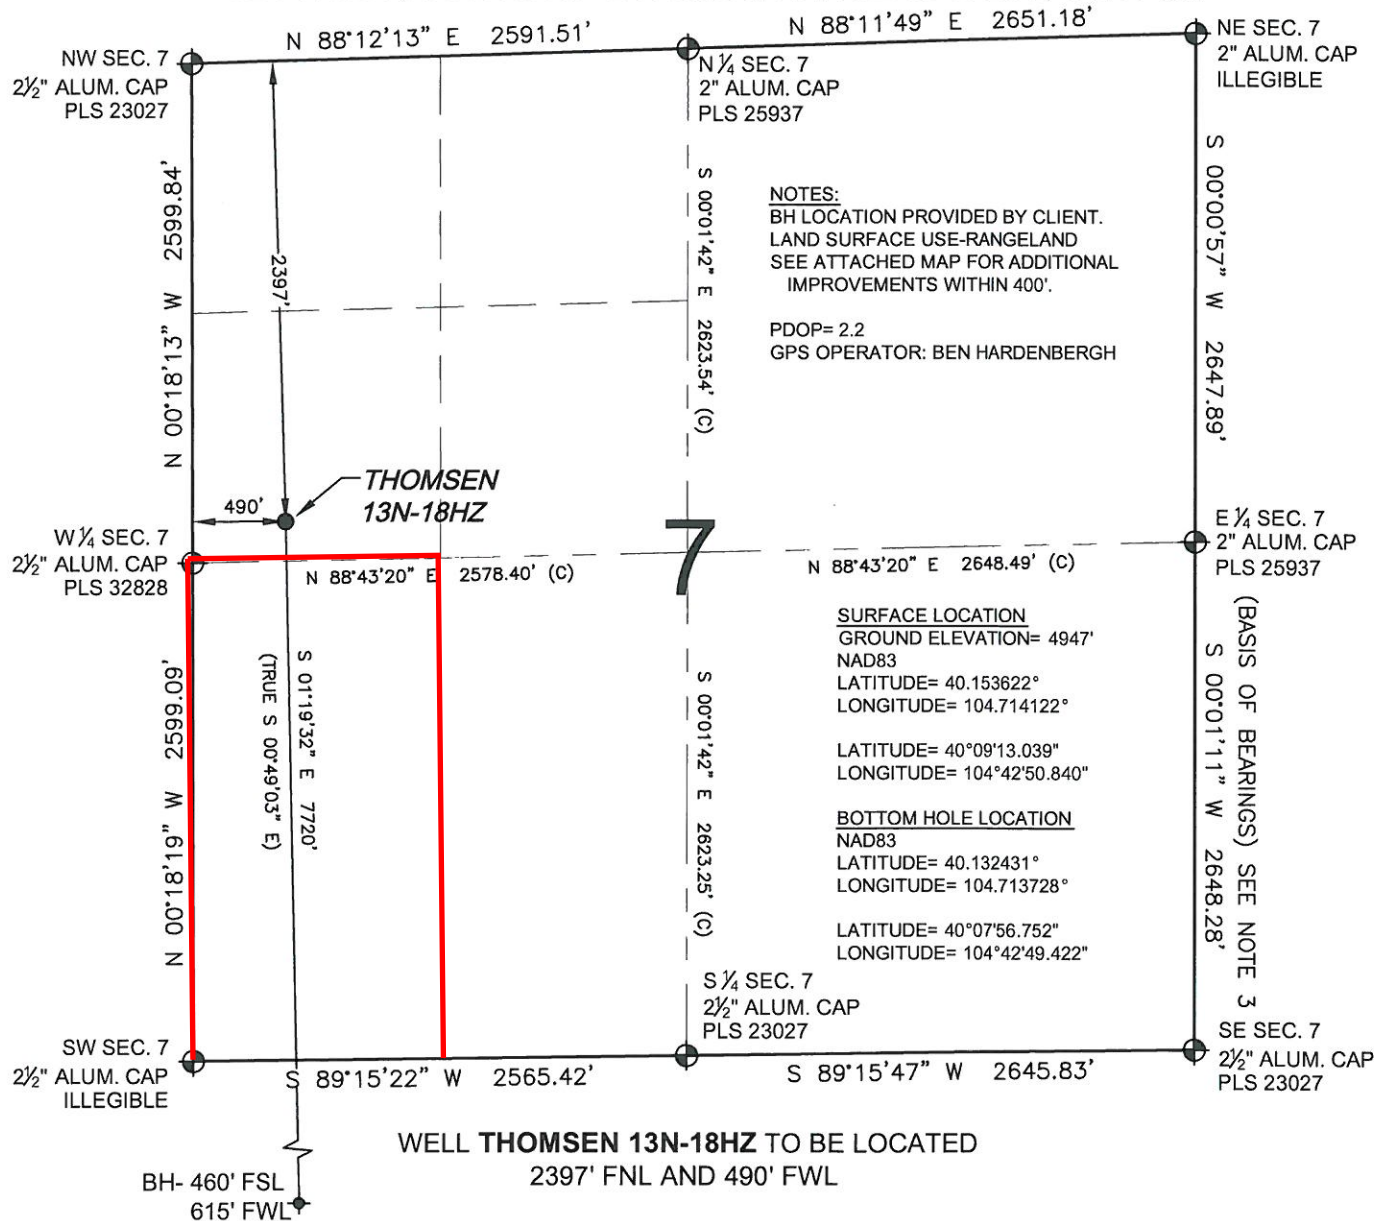 N 88°12'13" E 2591.51'
N 88°11'49" E 2651.18'
NW SEC. 7
2½" ALUM. CAP
PLS 23027
N ¼ SEC. 7
2" ALUM. CAP
PLS 25937
NE SEC. 7
2" ALUM. CAP
ILLEGIBLE
N 00°18'13" W 2599.84'
2397'
S 00°01'42" E 2623.54' (C)
NOTES:
BH LOCATION PROVIDED BY CLIENT.
LAND SURFACE USE-RANGELAND
SEE ATTACHED MAP FOR ADDITIONAL
IMPROVEMENTS WITHIN 400'.
PDOP= 2.2
GPS OPERATOR: BEN HARDENBERGH
S 00°00'57" W 2647.89'
THOMSEN
13N-18HZ
490'
7
W ¼ SEC. 7
2½" ALUM. CAP
PLS 32828
N 88°43'20" E 2578.40' (C)
N 88°43'20" E 2648.49' (C)
E ¼ SEC. 7
2" ALUM. CAP
PLS 25937
N 00°18'19" W 2599.09'
S 01°19'32" E 7720'
(TRUE S 00°49'03" E)
S 00°01'42" E 2623.25' (C)
SURFACE LOCATION
GROUND ELEVATION= 4947'
NAD83
LATITUDE= 40.153622°
LONGITUDE= 104.714122°
LATITUDE= 40°09'13.039"
LONGITUDE= 104°42'50.840"
BOTTOM HOLE LOCATION
NAD83
LATITUDE= 40.132431°
LONGITUDE= 104.713728°
LATITUDE= 40°07'56.752"
LONGITUDE= 104°42'49.422"
S 00°01'11" W 2648.28'
(BASIS OF BEARINGS) SEE NOTE 3
SW SEC. 7
2½" ALUM. CAP
ILLEGIBLE
S ¼ SEC. 7
2½" ALUM. CAP
PLS 23027
SE SEC. 7
2½" ALUM. CAP
PLS 23027
S 89°15'22" W 2565.42'
S 89°15'47" W 2645.83'
WELL THOMSEN 13N-18HZ TO BE LOCATED
2397' FNL AND 490' FWL
BH- 460' FSL
615' FWL